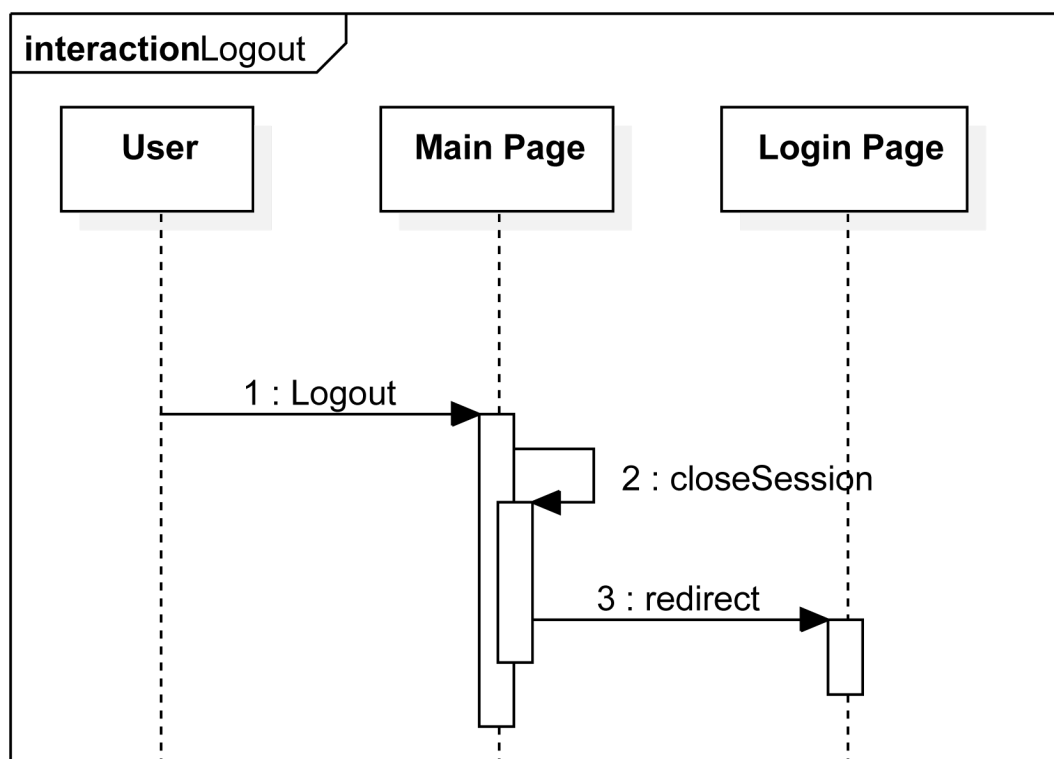 interactionLogout
User
Main Page
Login Page
1 : Logout
2 : closeSession
3 : redirect